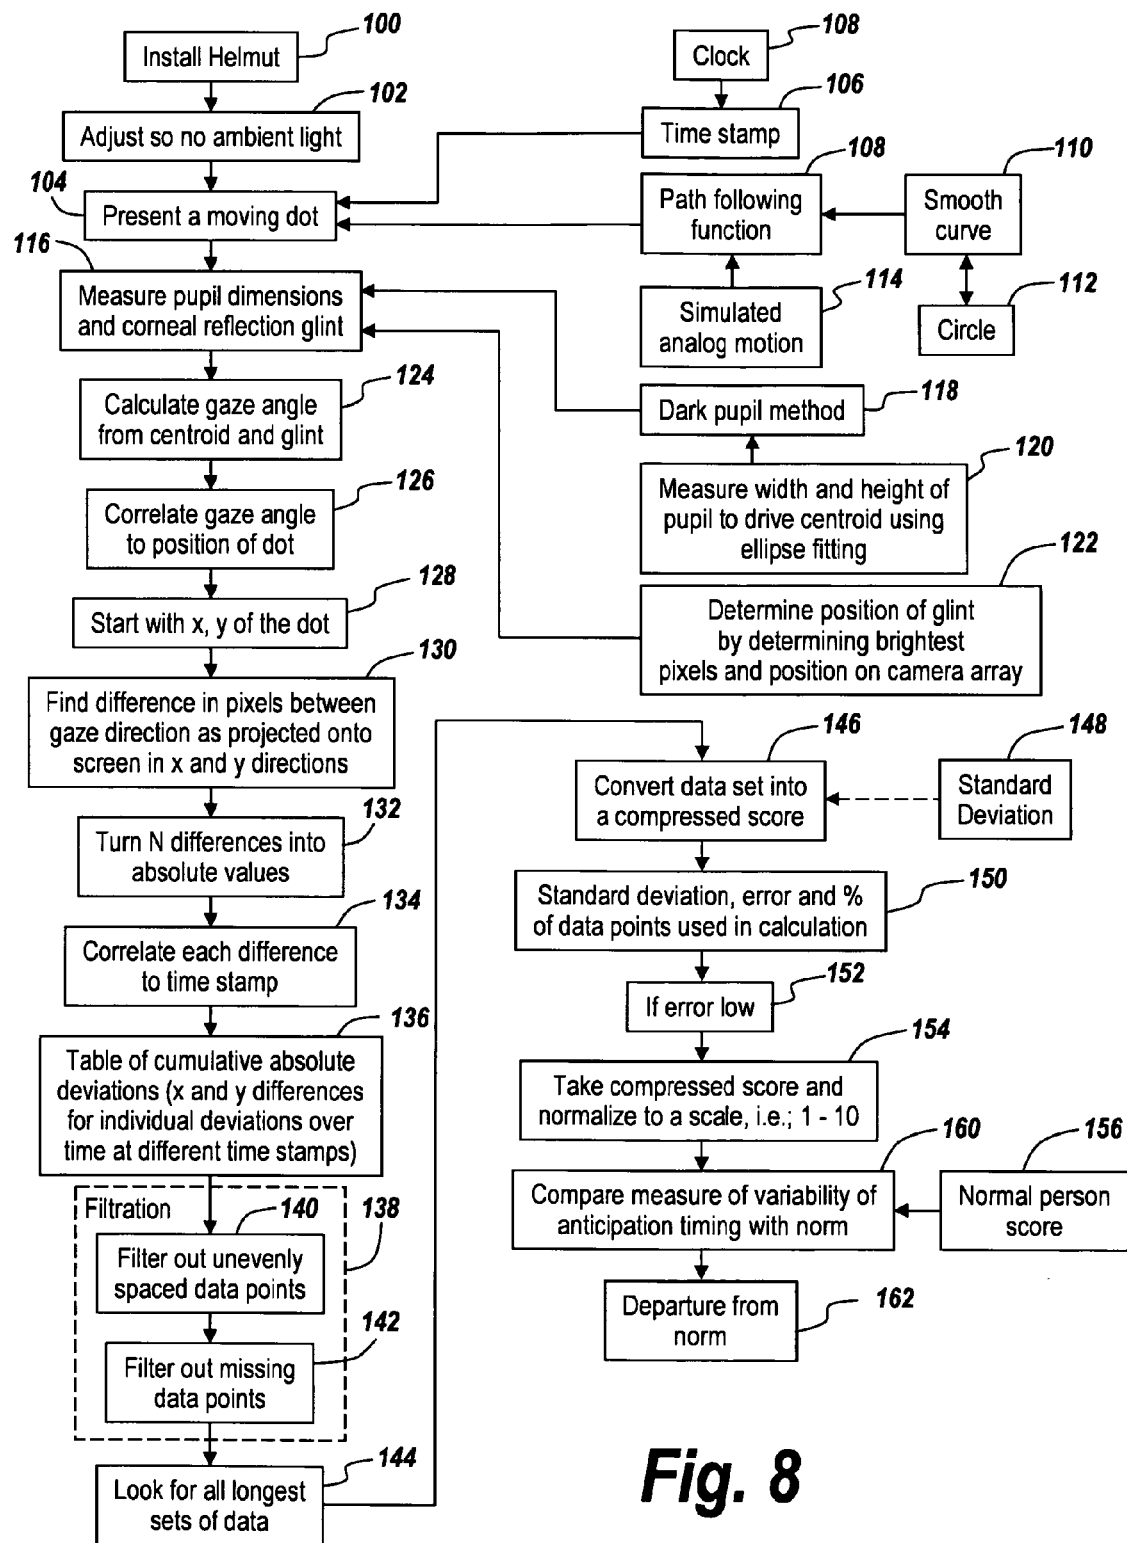 100
Install Helmut
102
Adjust so no ambient light
104
Present a moving dot
108
Clock
106
Time stamp
108
Path following
function
110
Smooth
curve
112
Circle
114
Simulated
analog motion
116
Measure pupil dimensions
and corneal reflection glint
118
Dark pupil method
120
Measure width and height of
pupil to drive centroid using
ellipse fitting
122
Determine position of glint
by determining brightest
pixels and position on camera array
124
Calculate gaze angle
from centroid and glint
126
Correlate gaze angle
to position of dot
128
Start with x, y of the dot
130
Find difference in pixels between
gaze direction as projected onto
screen in x and y directions
132
Turn N differences into
absolute values
134
Correlate each difference
to time stamp
136
Table of cumulative absolute
deviations (x and y differences
for individual deviations over
time at different time stamps)
Filtration
138
140
Filter out unevenly
spaced data points
142
Filter out missing
data points
144
Look for all longest
sets of data
146
Convert data set into
a compressed score
148
Standard
Deviation
150
Standard deviation, error and %
of data points used in calculation
152
If error low
154
Take compressed score and
normalize to a scale, i.e.; 1 - 10
160
Compare measure of variability of
anticipation timing with norm
156
Normal person
score
162
Departure from
norm
Fig. 8